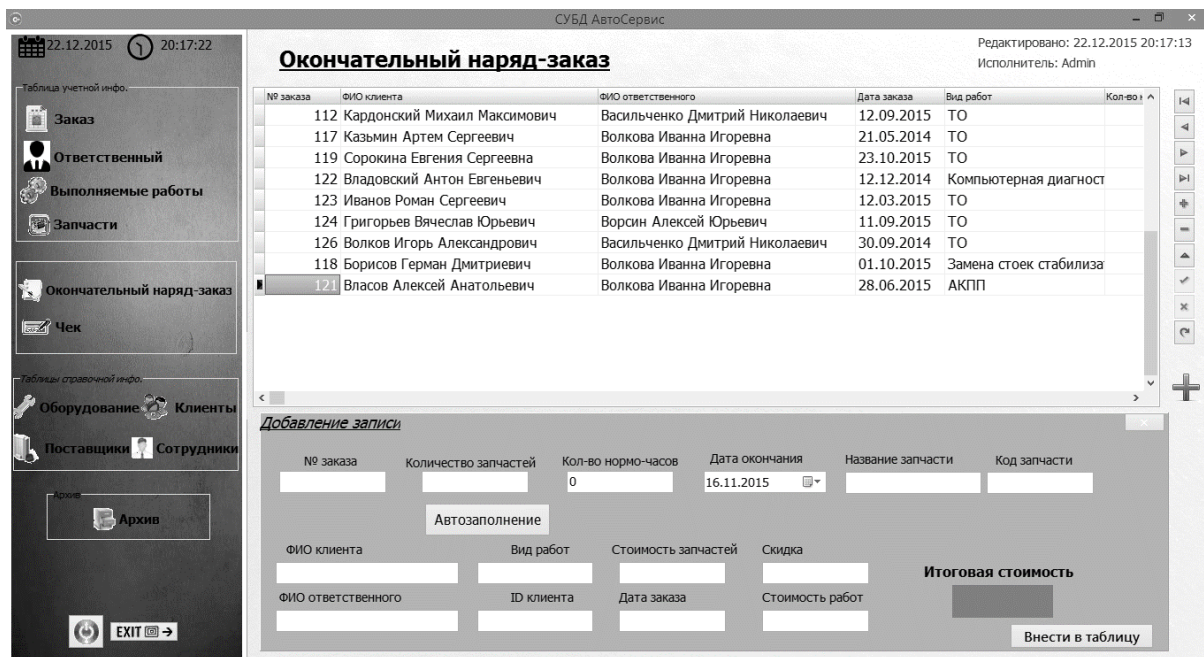 СУБД АвтоСервис
22.12.2015 20:17:22
Таблица учетной инфо.
Заказ
Ответственный
Выполняемые работы
Запчасти
Окончательный наряд-заказ
Чек
Таблицы справочной инфо.
Оборудование Клиенты
Поставщики Сотрудники
Архив
Архив
EXIT
Окончательный наряд-заказ
Редактировано: 22.12.2015 20:17:13
Исполнитель: Admin
№ заказа ФИО клиента ФИО ответственного Дата заказа Вид работ Кол-во н
112 Кардонский Михаил Максимович Васильченко Дмитрий Николаевич 12.09.2015 ТО
117 Казьмин Артем Сергеевич Волкова Иванна Игоревна 21.05.2014 ТО
119 Сорокина Евгения Сергеевна Волкова Иванна Игоревна 23.10.2015 ТО
122 Владовский Антон Евгеньевич Волкова Иванна Игоревна 12.12.2014 Компьютерная диагност
123 Иванов Роман Сергеевич Волкова Иванна Игоревна 12.03.2015 ТО
124 Григорьев Вячеслав Юрьевич Ворсин Алексей Юрьевич 11.09.2015 ТО
126 Волков Игорь Александрович Васильченко Дмитрий Николаевич 30.09.2014 ТО
118 Борисов Герман Дмитриевич Волкова Иванна Игоревна 01.10.2015 Замена стоек стабилиза
121 Власов Алексей Анатольевич Волкова Иванна Игоревна 28.06.2015 АКПП
Добавление записи
№ заказа Количество запчастей Кол-во нормо-часов Дата окончания Название запчасти Код запчасти
0 16.11.2015
Автозаполнение
ФИО клиента Вид работ Стоимость запчастей Скидка
Итоговая стоимость
ФИО ответственного ID клиента Дата заказа Стоимость работ
Внести в таблицу